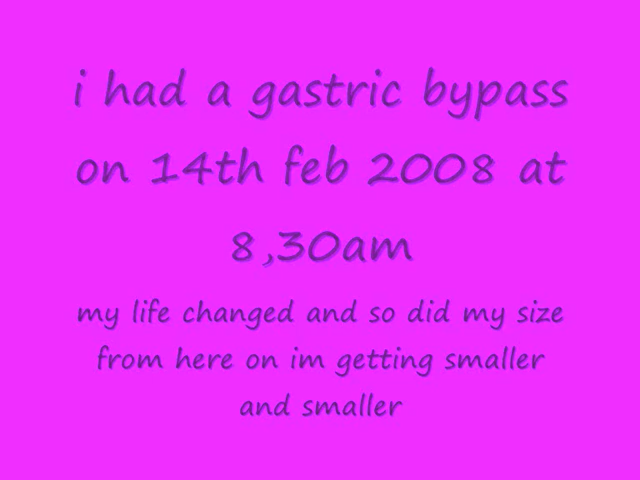 i had a gastric bypass
on 14th feb 2008 at
8,30am
my life changed and so did my size
from here on im getting smaller
and smaller